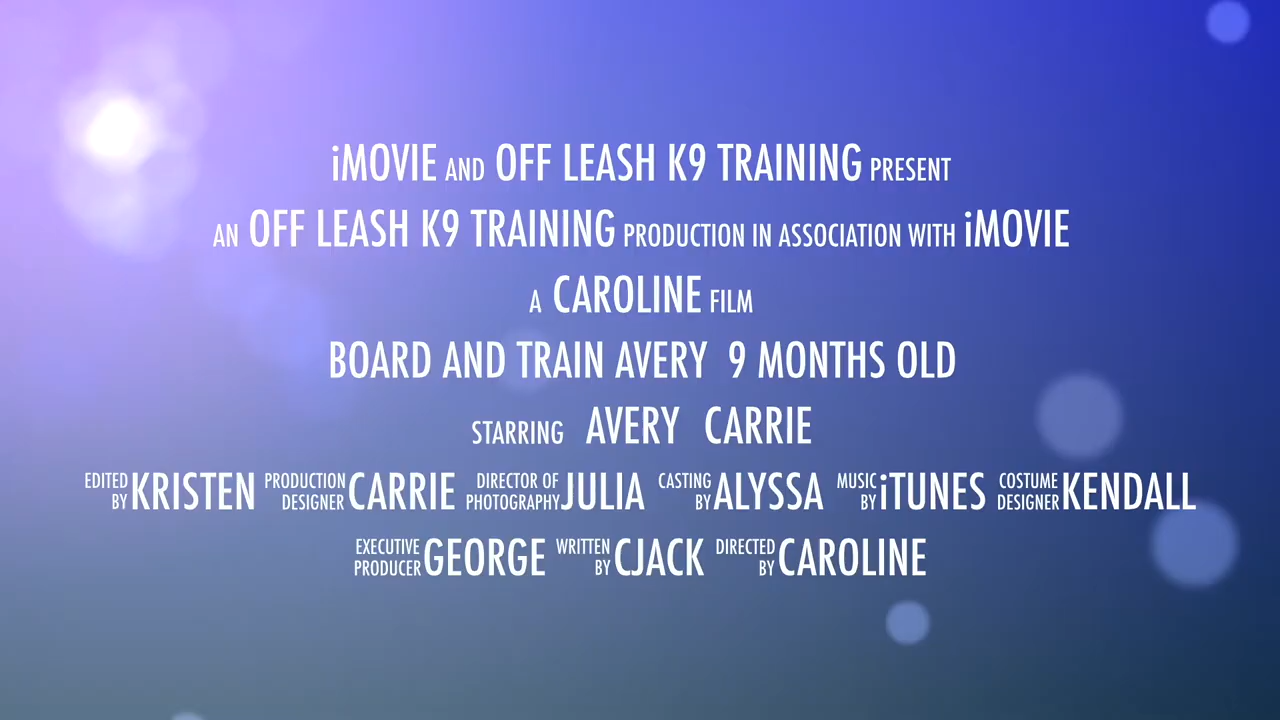 iMOVIE AND OFF LEASH K9 TRAINING PRESENT
AN OFF LEASH K9 TRAINING PRODUCTION IN ASSOCIATION WITH iMOVIE
A CAROLINE FILM
BOARD AND TRAIN AVERY 9 MONTHS OLD
STARRING AVERY CARRIE
EDITED BY KRISTEN PRODUCTION DESIGNER CARRIE DIRECTOR OF PHOTOGRAPHY JULIA CASTING BY ALYSSA MUSIC BY iTUNES COSTUME DESIGNER KENDALL
EXECUTIVE PRODUCER GEORGE WRITTEN BY CJACK DIRECTED BY CAROLINE